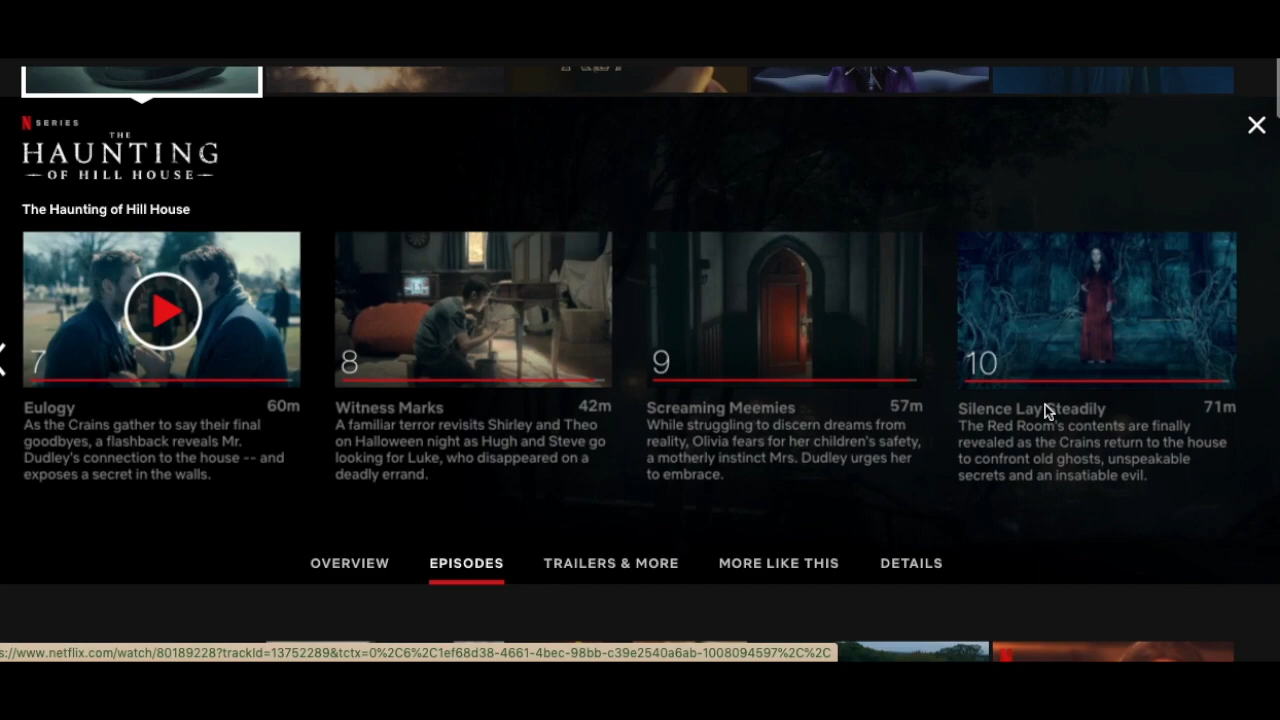 SERIES
THE
HAUNTING
OF HILL HOUSE
The Haunting of Hill House
7
8
9
10
Eulogy 60m
As the Crains gather to say their final
goodbyes, a flashback reveals Mr.
Dudley's connection to the house -- and
exposes a secret in the walls.
Witness Marks 42m
A familiar terror revisits Shirley and Theo
on Halloween night as Hugh and Steve go
looking for Luke, who disappeared on a
deadly errand.
Screaming Meemies 57m
While struggling to discern dreams from
reality, Olivia fears for her children's safety,
a motherly instinct Mrs. Dudley urges her
to embrace.
Silence Lay Steadily 71m
The Red Room's contents are finally
revealed as the Crains return to the house
to confront old ghosts, unspeakable
secrets and an insatiable evil.
OVERVIEW EPISODES TRAILERS & MORE MORE LIKE THIS DETAILS
s://www.netflix.com/watch/80189228?trackId=13752289&tctx=0%2C6%2C1ef68d38-4661-4bec-98bb-c39e2540a6ab-1008094597%2C%2C